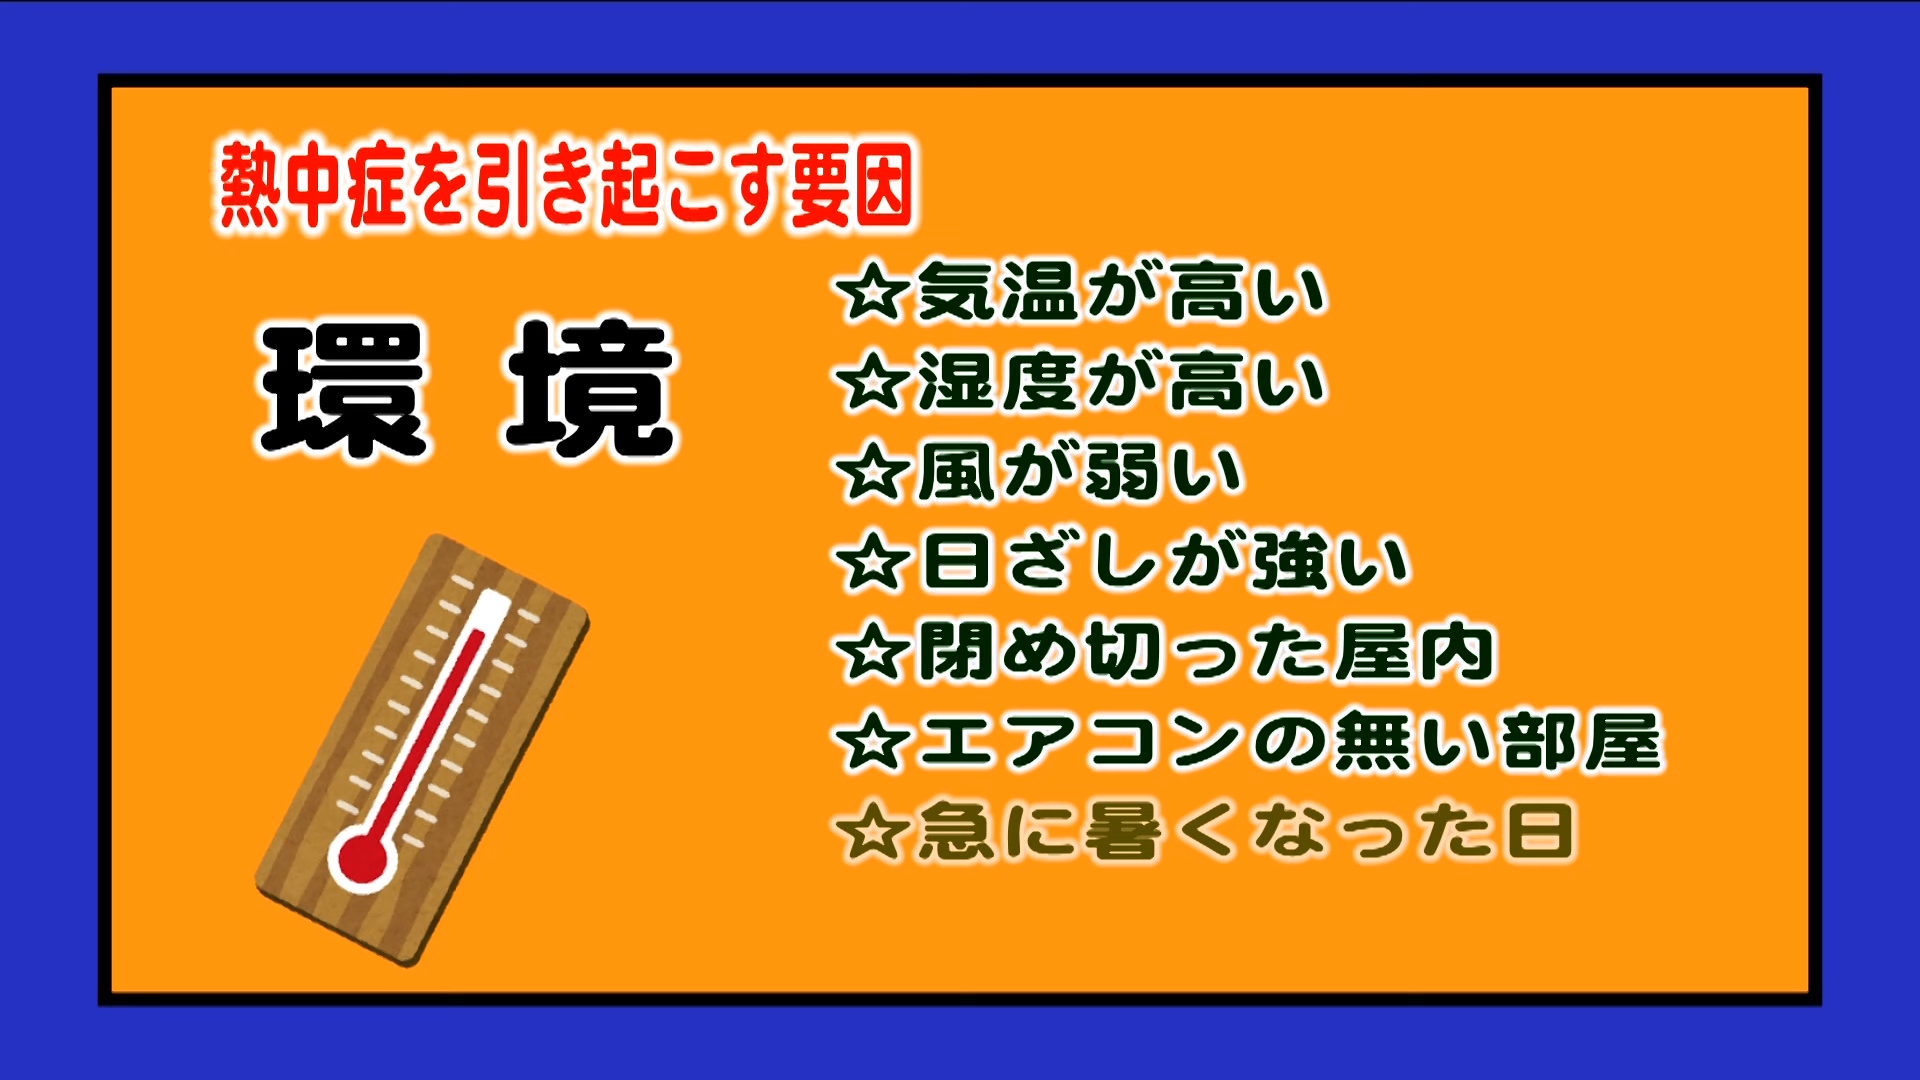 熱中症を引き起こす要因
環境
☆気温が高い
☆湿度が高い
☆風が弱い
☆日ざしが強い
☆閉め切った屋内
☆エアコンの無い部屋
☆急に暑くなった日